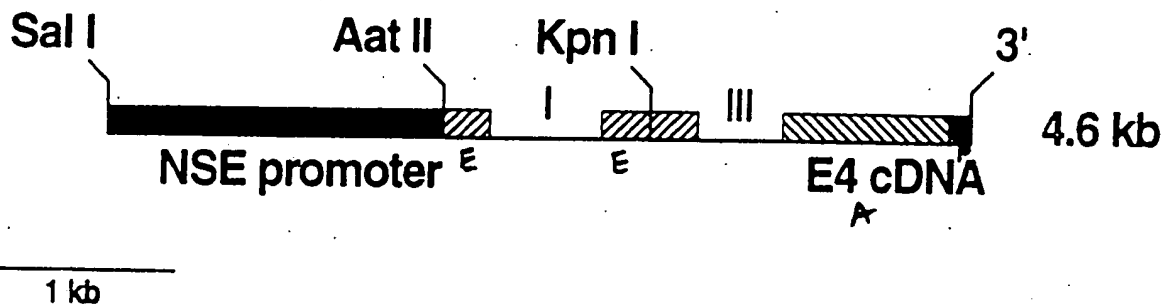 Sal I Aat II Kpn I 3'
I III
4.6 kb
E E
NSE promoter E4 cDNA
A
1 kb